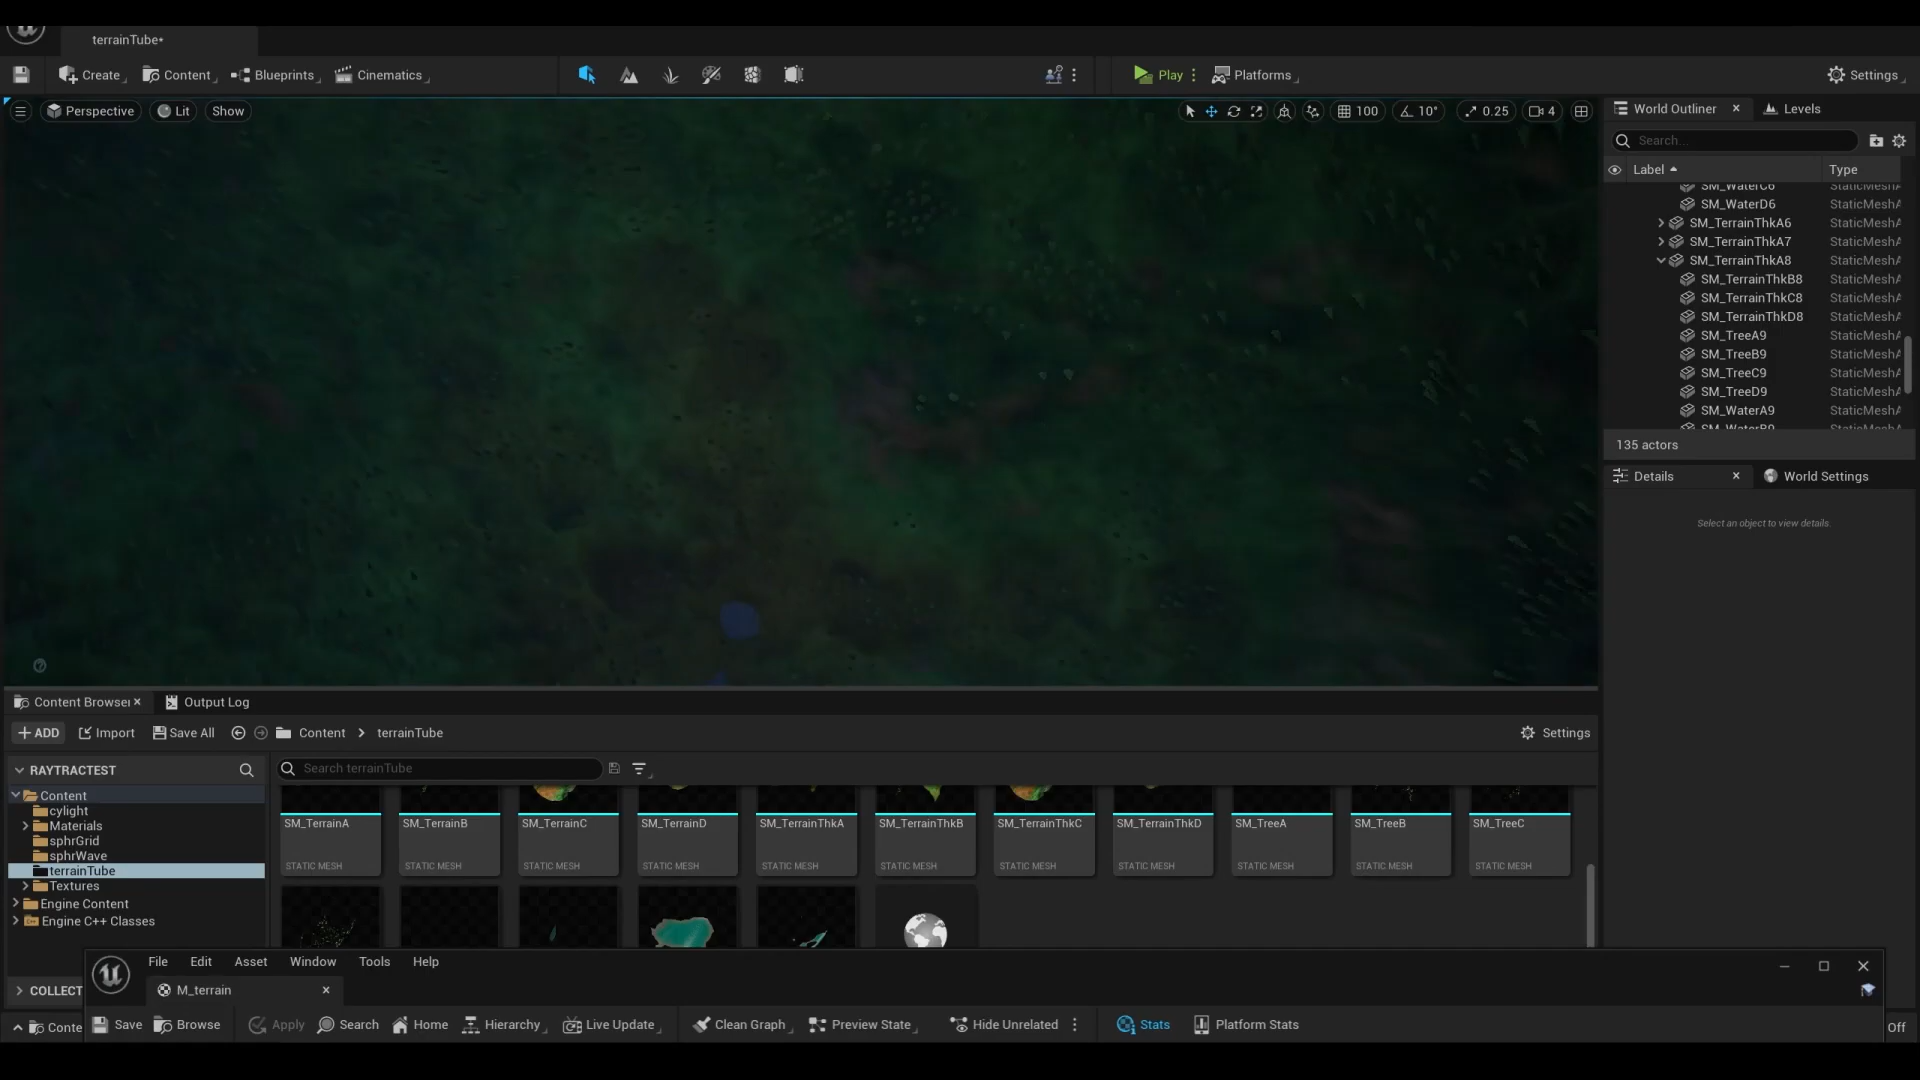 terrainTube•
Create
Content
Blueprints
Cinematics
Play
Platforms
Settings
Perspective
Lit
Show
100
10°
0.25
4
World Outliner
Levels
Search...
Label
Type
SM_WaterC6 StaticMeshA
SM_WaterD6 StaticMeshA
SM_TerrainThkA6 StaticMeshA
SM_TerrainThkA7 StaticMeshA
SM_TerrainThkA8 StaticMeshA
SM_TerrainThkB8 StaticMeshA
SM_TerrainThkC8 StaticMeshA
SM_TerrainThkD8 StaticMeshA
SM_TreeA9 StaticMeshA
SM_TreeB9 StaticMeshA
SM_TreeC9 StaticMeshA
SM_TreeD9 StaticMeshA
SM_WaterA9 StaticMeshA
SM_WaterB9 StaticMeshA
135 actors
Details
World Settings
Select an object to view details.
Content Browser
Output Log
ADD
Import
Save All
Content
terrainTube
Settings
RAYTRACTEST
Search terrainTube
Content
cylight
Materials
sphrGrid
sphrWave
terrainTube
Textures
Engine Content
Engine C++ Classes
COLLECT
SM_TerrainA
SM_TerrainB
SM_TerrainC
SM_TerrainD
SM_TerrainThkA
SM_TerrainThkB
SM_TerrainThkC
SM_TerrainThkD
SM_TreeA
SM_TreeB
SM_TreeC
STATIC MESH
STATIC MESH
STATIC MESH
STATIC MESH
STATIC MESH
STATIC MESH
STATIC MESH
STATIC MESH
STATIC MESH
STATIC MESH
STATIC MESH
File
Edit
Asset
Window
Tools
Help
M_terrain
Conte
Save
Browse
Apply
Search
Home
Hierarchy
Live Update
Clean Graph
Preview State
Hide Unrelated
Stats
Platform Stats
Off